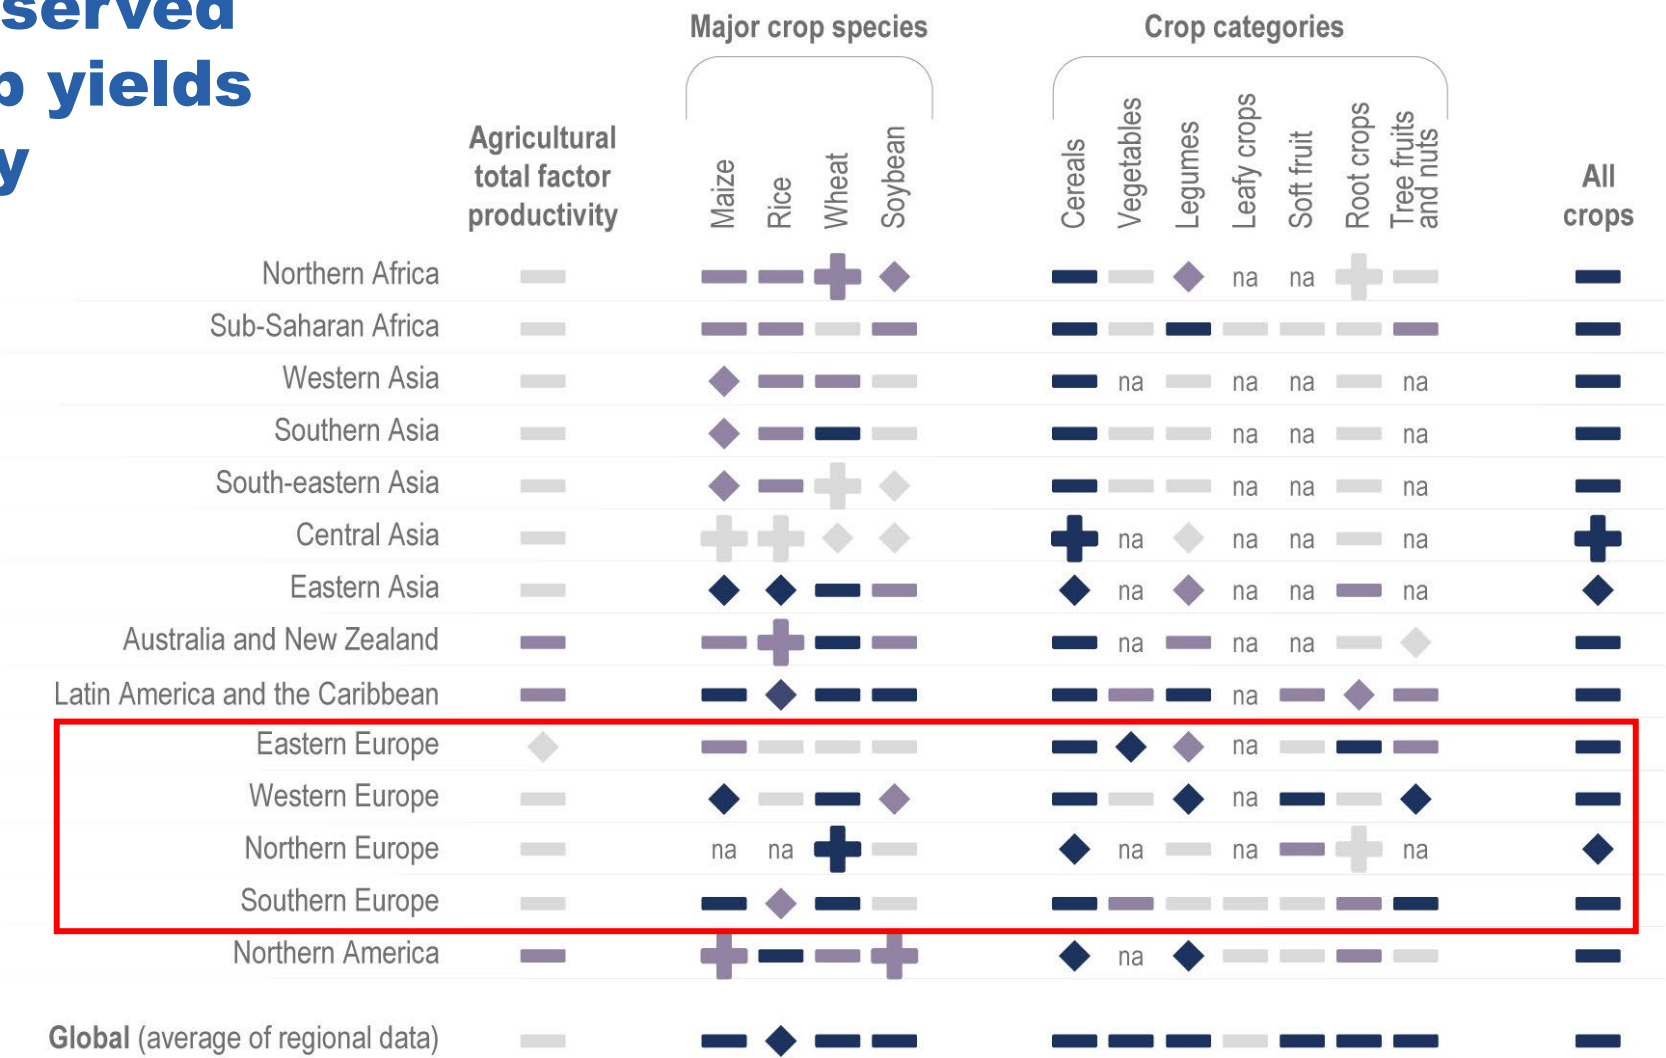 served
yields
Major crop species
Crop categories
Agricultural
total factor
productivity
Maize
Rice
Wheat
Soybean
Cereals
Vegetables
Legumes
Leafy crops
Soft fruit
Root crops
Tree fruits
and nuts
All
crops
Northern Africa na na
Sub-Saharan Africa
Western Asia na na na na
Southern Asia na na na
South-eastern Asia na na na
Central Asia na na na na
Eastern Asia na na na na
Australia and New Zealand na na na
Latin America and the Caribbean na
Eastern Europe na
Western Europe na
Northern Europe na na na na na
Southern Europe
Northern America na
Global (average of regional data)